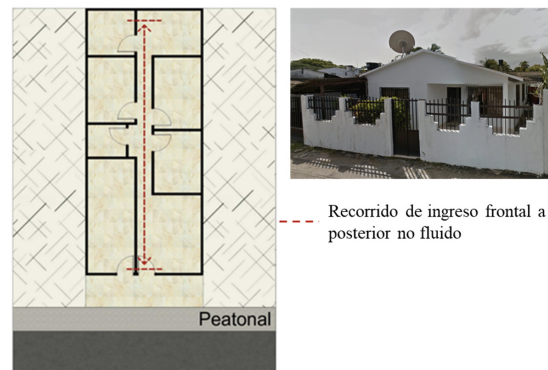 Peatonal
Recorrido de ingreso frontal a
posterior no fluido